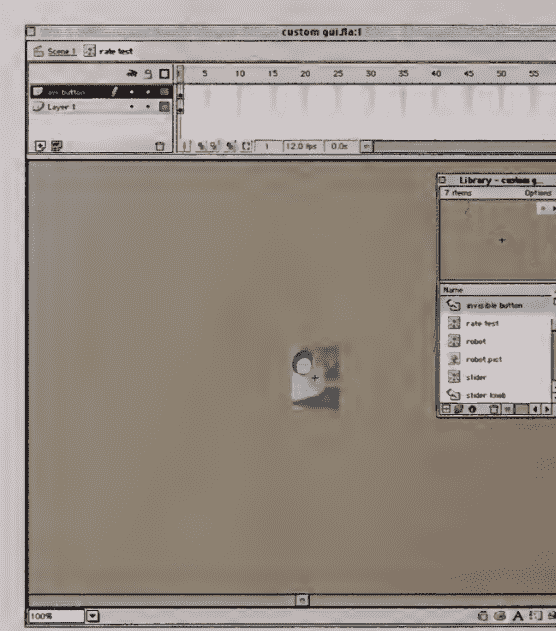 custom gui.fla:1
Scene 1 rate test
5 10 15 20 25 30 35 40 45 50 55
inv button
Layer 1
1 12.0 fps 0.0s
Library - custom g...
7 items Options
Name
invisible button
rate test
robot
robot.pict
slider
slider knob
100%
A